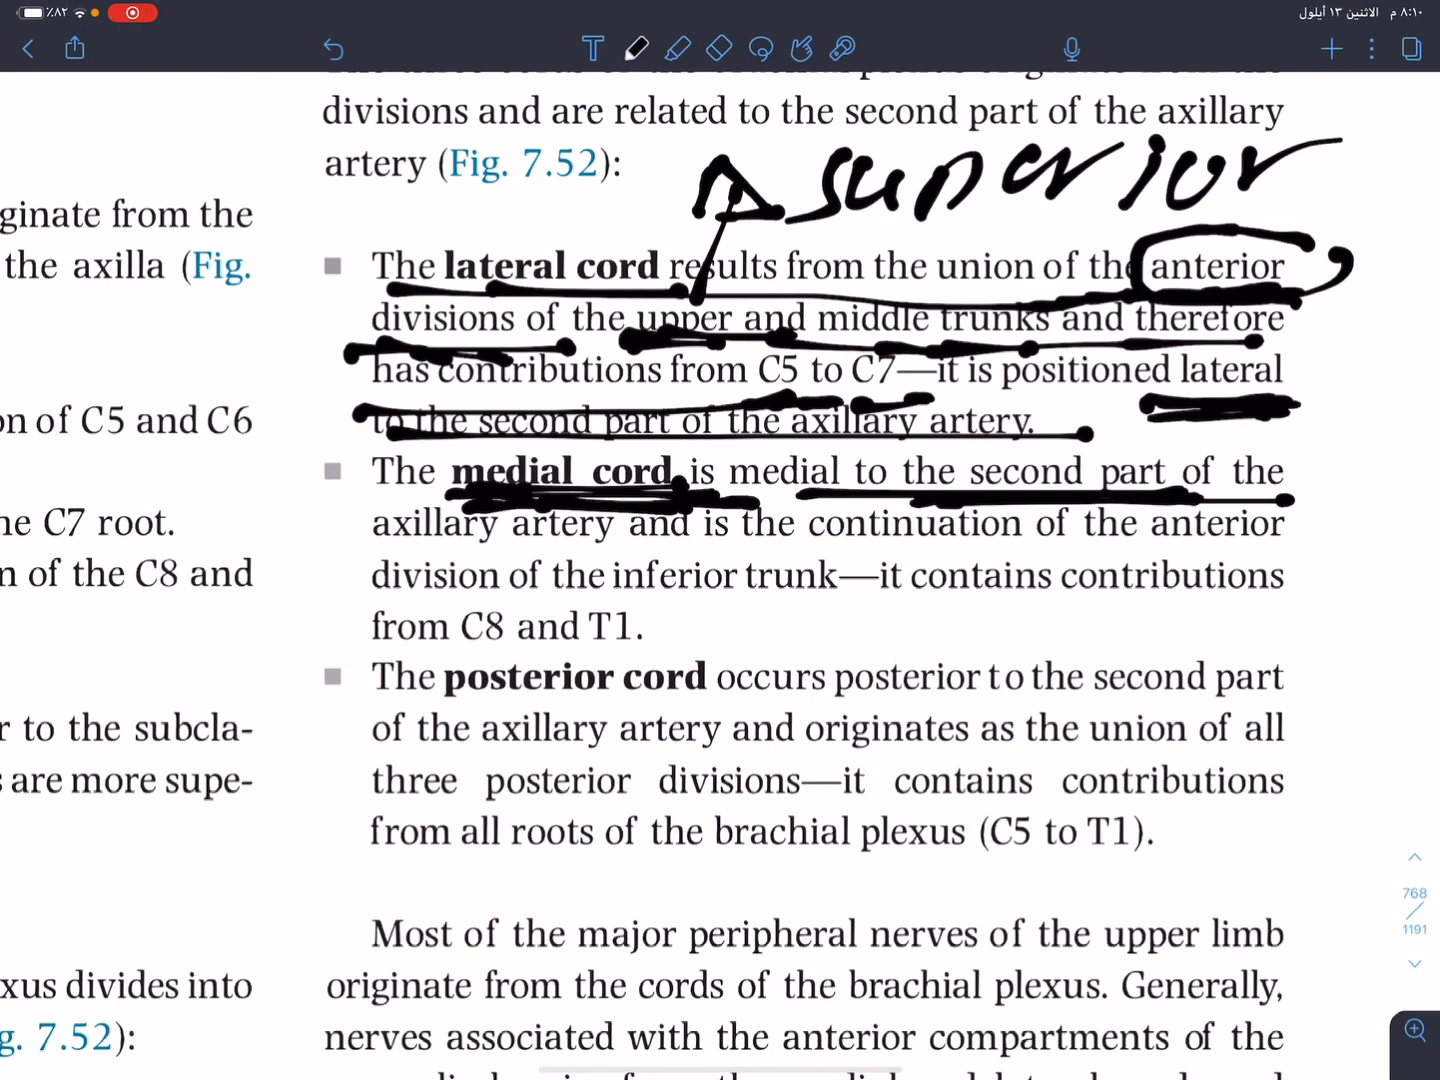 ٪٨٢
٨:١٠ م الاثنين ١٣ أيلول
divisions and are related to the second part of the axillary
artery (Fig. 7.52):
superior
ginate from the
the axilla (Fig.
on of C5 and C6
ne C7 root.
n of the C8 and
r to the subcla-
s are more supe-
xus divides into
g. 7.52):
■ The lateral cord results from the union of the anterior
divisions of the upper and middle trunks and therefore
has contributions from C5 to C7—it is positioned lateral
to the second part of the axillary artery.
■ The medial cord is medial to the second part of the
axillary artery and is the continuation of the anterior
division of the inferior trunk—it contains contributions
from C8 and T1.
■ The posterior cord occurs posterior to the second part
of the axillary artery and originates as the union of all
three posterior divisions—it contains contributions
from all roots of the brachial plexus (C5 to T1).
Most of the major peripheral nerves of the upper limb
originate from the cords of the brachial plexus. Generally,
nerves associated with the anterior compartments of the
768
1191